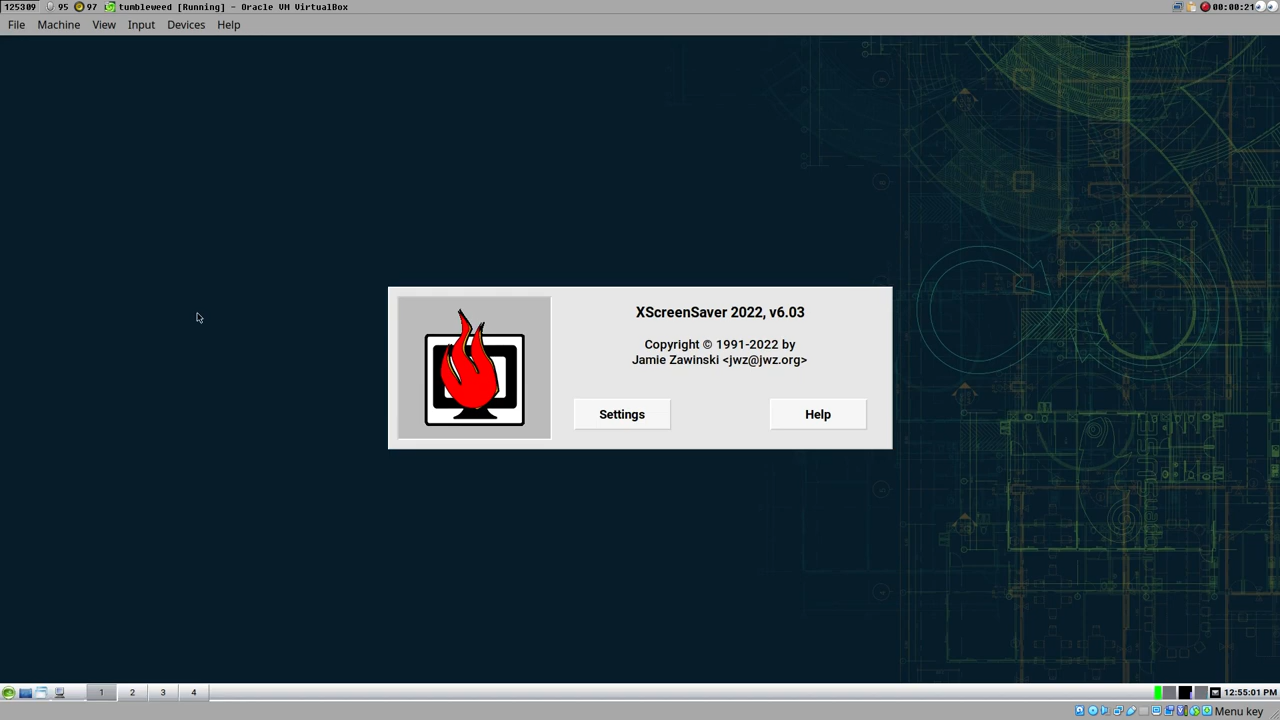 125309 95 97 tumbleweed [Running] - Oracle VM VirtualBox 00:00:21
File Machine View Input Devices Help
XScreenSaver 2022, v6.03
Copyright © 1991-2022 by
Jamie Zawinski <jwz@jwz.org>
Settings Help
1 2 3 4 12:55:01 PM
Menu key